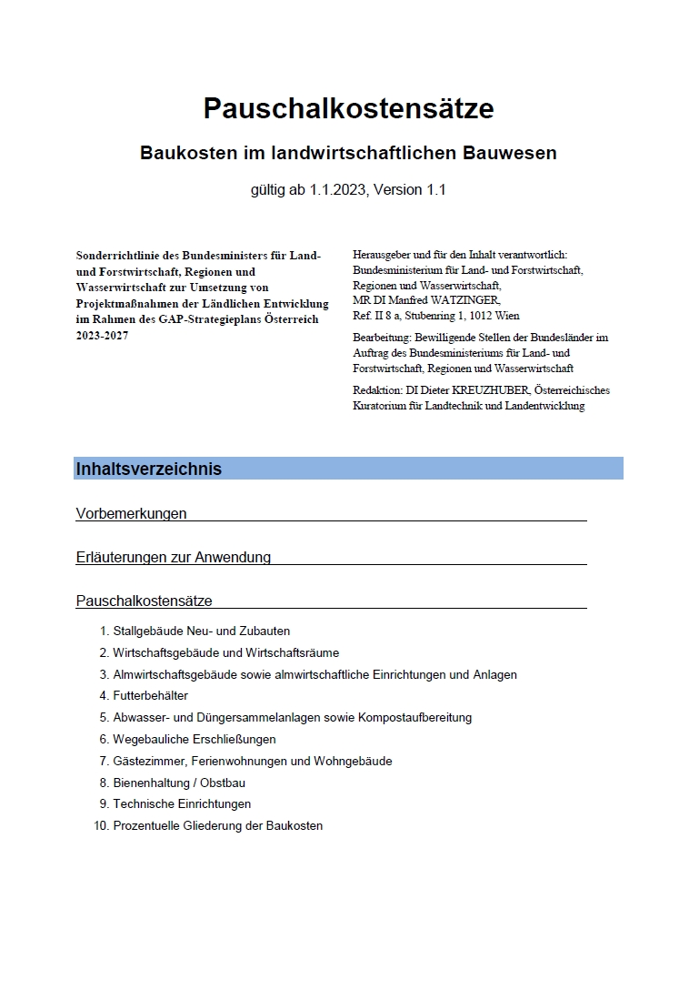 Pauschalkostensätze
Baukosten im landwirtschaftlichen Bauwesen
gültig ab 1.1.2023, Version 1.1
Sonderrichtlinie des Bundesministers für Land-
und Forstwirtschaft, Regionen und
Wasserwirtschaft zur Umsetzung von
Projektmaßnahmen der Ländlichen Entwicklung
im Rahmen des GAP-Strategieplans Österreich
2023-2027
Herausgeber und für den Inhalt verantwortlich:
Bundesministerium für Land- und Forstwirtschaft,
Regionen und Wasserwirtschaft,
MR DI Manfred WATZINGER,
Ref. II 8 a, Stubenring 1, 1012 Wien
Bearbeitung: Bewilligende Stellen der Bundesländer im
Auftrag des Bundesministeriums für Land- und
Forstwirtschaft, Regionen und Wasserwirtschaft
Redaktion: DI Dieter KREUZHUBER, Österreichisches
Kuratorium für Landtechnik und Landentwicklung
Inhaltsverzeichnis
Vorbemerkungen
Erläuterungen zur Anwendung
Pauschalkostensätze
1. Stallgebäude Neu- und Zubauten
2. Wirtschaftsgebäude und Wirtschaftsräume
3. Almwirtschaftsgebäude sowie almwirtschaftliche Einrichtungen und Anlagen
4. Futterbehälter
5. Abwasser- und Düngersammelanlagen sowie Kompostaufbereitung
6. Wegebauliche Erschließungen
7. Gästezimmer, Ferienwohnungen und Wohngebäude
8. Bienenhaltung / Obstbau
9. Technische Einrichtungen
10. Prozentuelle Gliederung der Baukosten